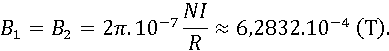 B₁ = B₂ = 2π.10⁻⁷ NI/R ≈ 6,2832.10⁻⁴ (T).